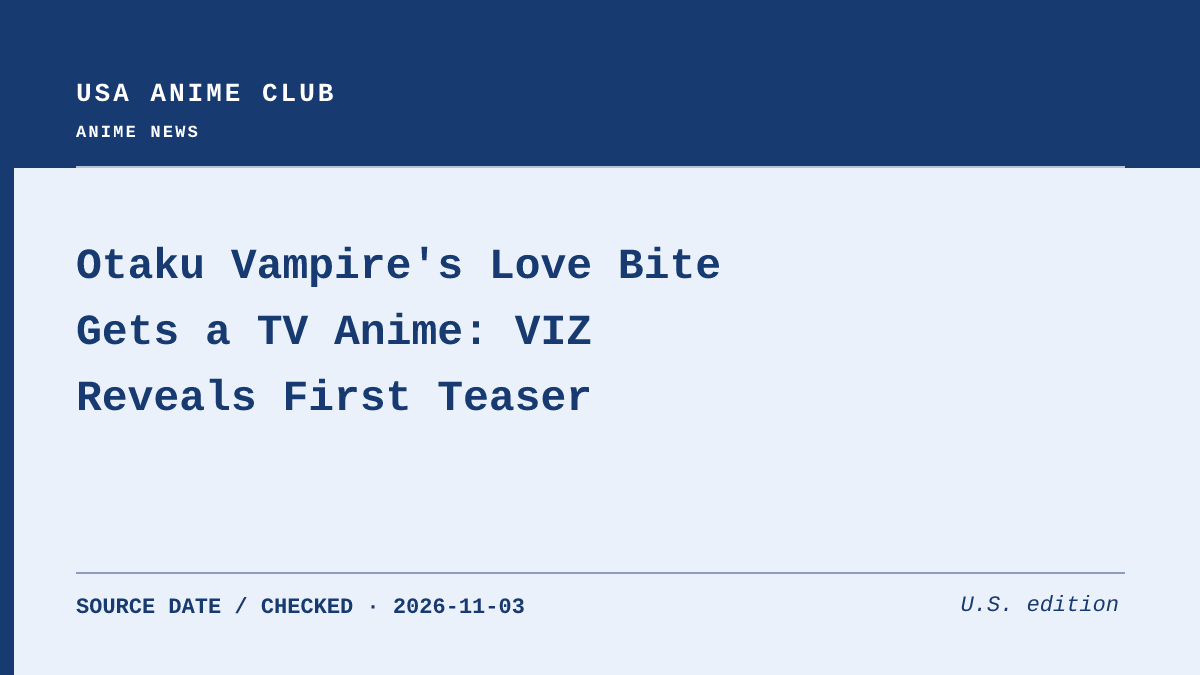 USA ANIME CLUB
ANIME NEWS
Otaku Vampire's Love Bite
Gets a TV Anime: VIZ
Reveals First Teaser
SOURCE DATE / CHECKED · 2026-11-03
U.S. edition